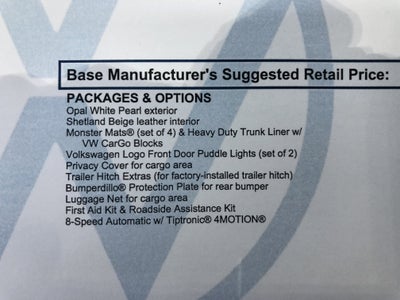 Base Manufacturer's Suggested Retail Price:
PACKAGES & OPTIONS
Opal White Pearl exterior
Shetland Beige leather interior
Monster Mats® (set of 4) & Heavy Duty Trunk Liner w/
VW CarGo Blocks
Volkswagen Logo Front Door Puddle Lights (set of 2)
Privacy Cover for cargo area
Trailer Hitch Extras (for factory-installed trailer hitch)
Bumperdillo® Protection Plate for rear bumper
Luggage Net for cargo area
First Aid Kit & Roadside Assistance Kit
8-Speed Automatic w/ Tiptronic® 4MOTION®